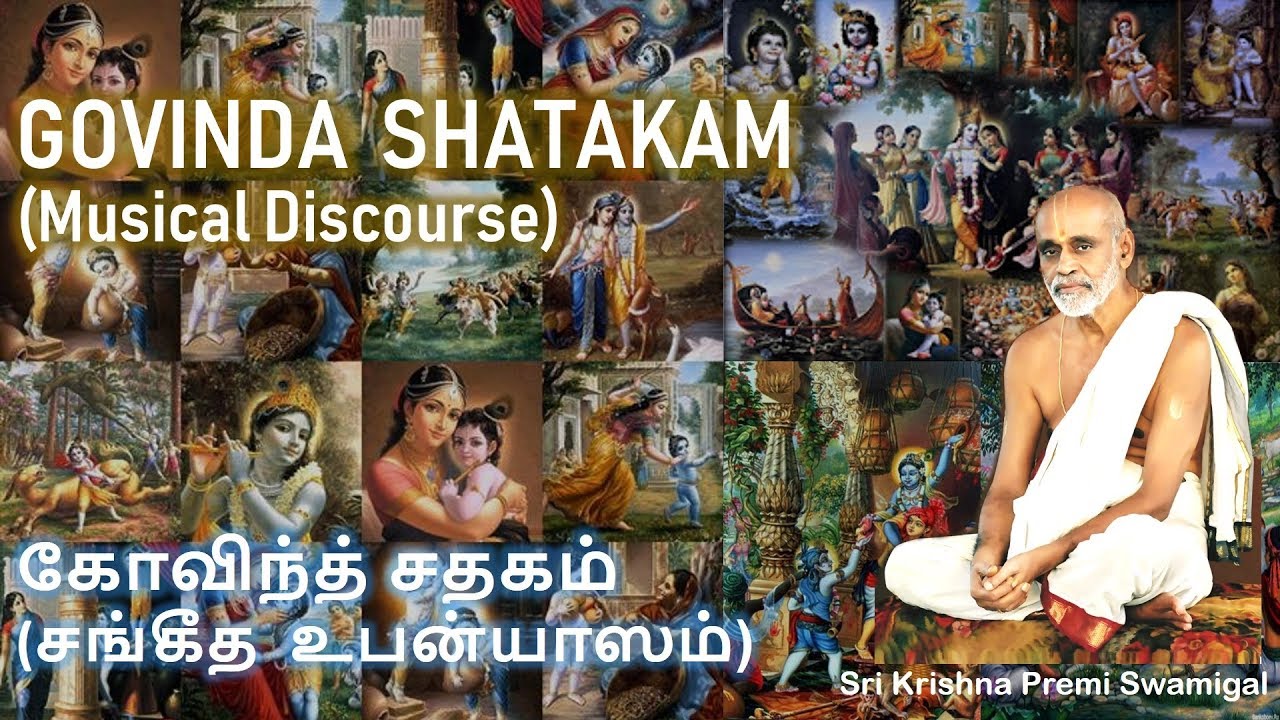 GOVINDA SHATAKAM
(Musical Discourse)
கோவிந்த் சதகம்
(சங்கீத உபன்யாஸம்)
Sri Krishna Premi Swamigal